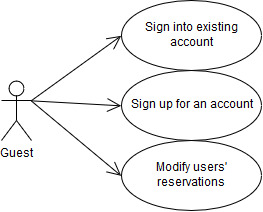 Sign into existing
account
Sign up for an account
Guest
Modify users'
reservations